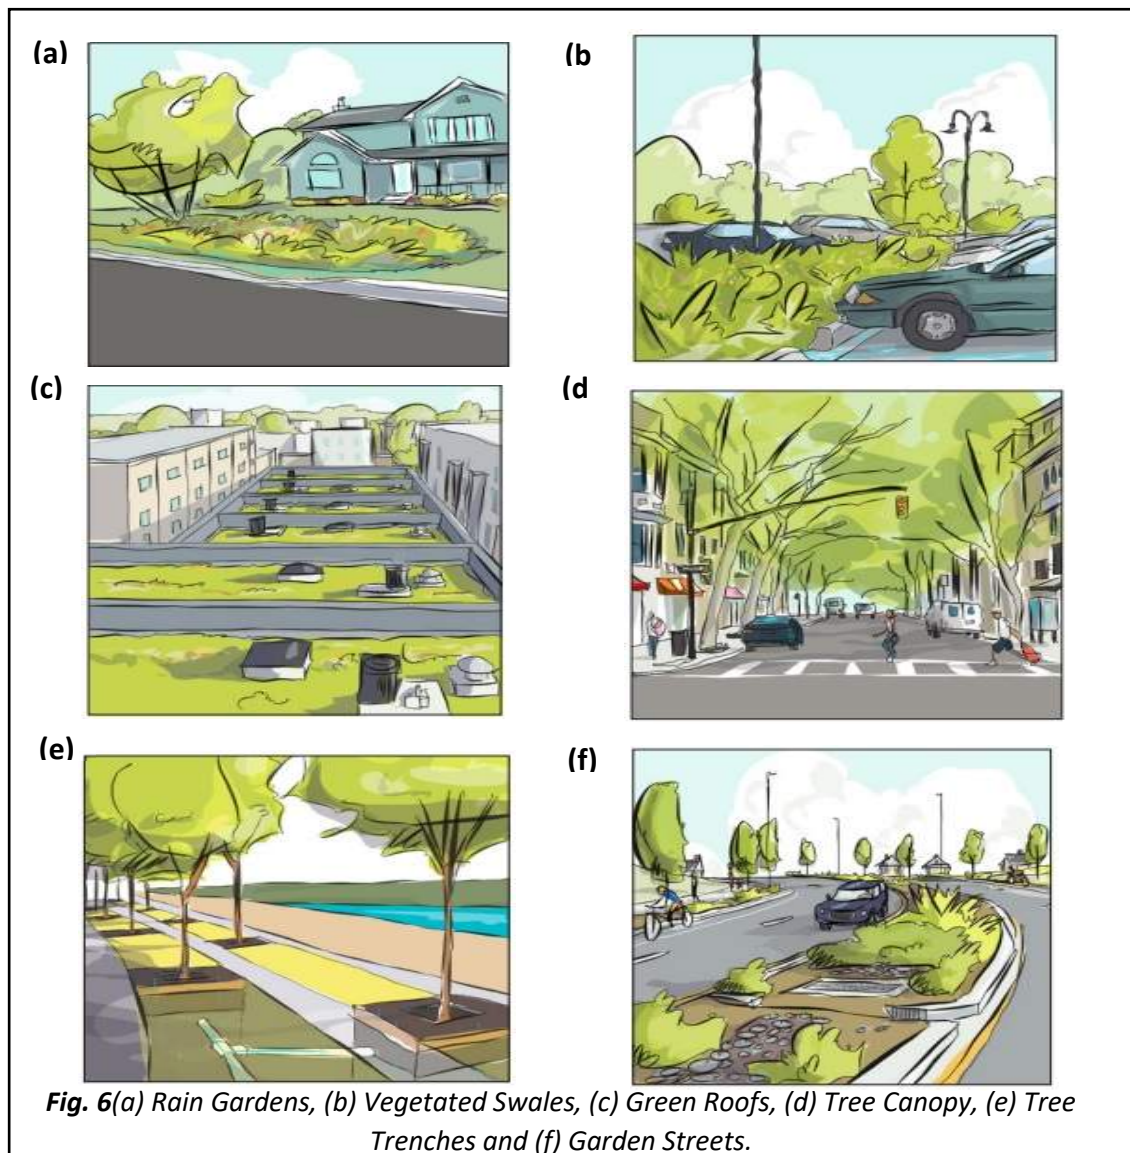 (a)
(b
(c)
(d
(e)
(f)
Fig. 6(a) Rain Gardens, (b) Vegetated Swales, (c) Green Roofs, (d) Tree Canopy, (e) Tree
Trenches and (f) Garden Streets.